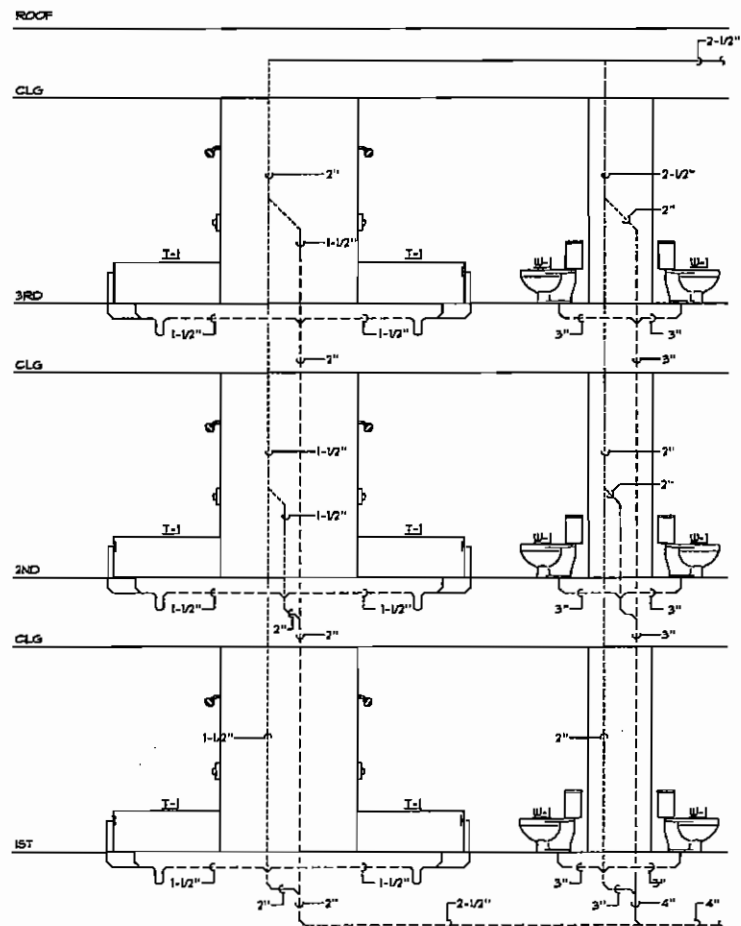 ROOF
2-1/2"
CLG
2"
2-1/2"
2"
1-1/2"
T-1
T-1
W-1
W-1
3RD
1-1/2"
1-1/2"
3"
3"
2"
3"
CLG
1-1/2"
2"
2"
1-1/2"
T-1
T-1
W-1
W-1
2ND
1-1/2"
1-1/2"
3"
3"
2"
2"
3"
CLG
1-1/2"
2"
T-1
T-1
W-1
W-1
1ST
1-1/2"
1-1/2"
3"
3"
2"
2"
2-1/2"
3"
4"
4"